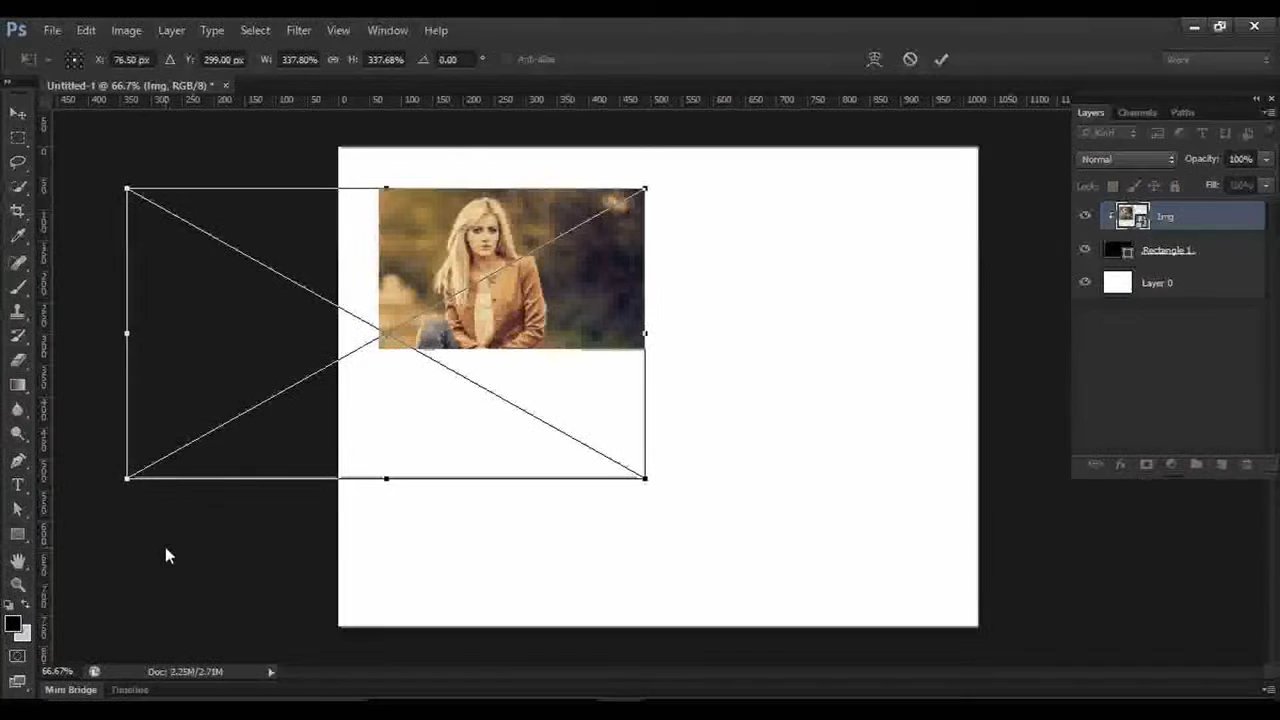 Ps File Edit Image Layer Type Select Filter View Window Help
X: 76.50 px Y: 299.00 px W: 337.80% H: 337.68% 0.00 ° Anti-alias
Untitled-1 @ 66.7% (Img, RGB/8) * ×
450 400 350 300 250 200 150 100 50 0 50 100 150 200 250 300 350 400 450 500 550 600 650 700 750 800 850 900 950 1000 1050 1100
Layers Channels Paths
Normal Opacity: 100%
Lock: Fill: 100%
Img
Rectangle 1
Layer 0
66.67% Doc: 2.25M/2.71M
Mini Bridge Timeline